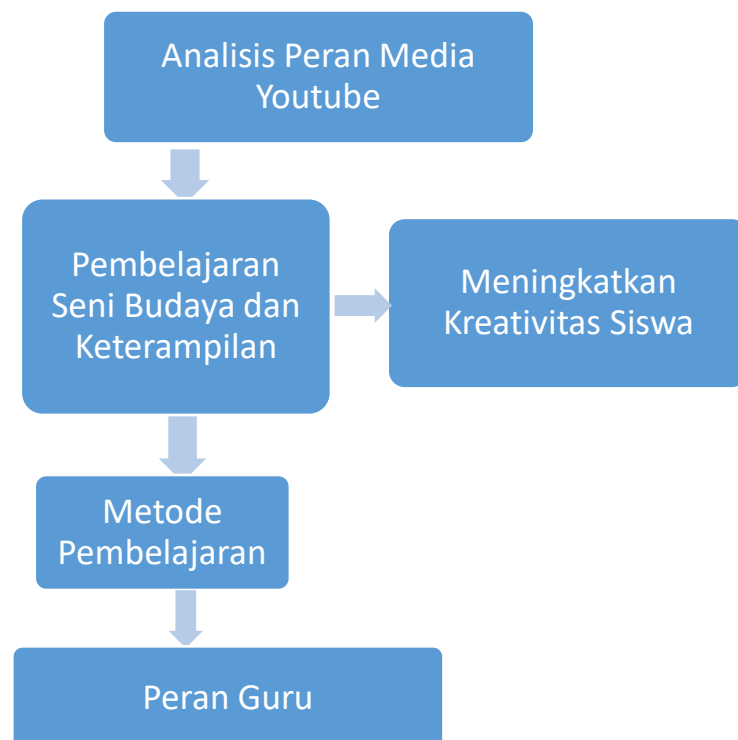 Analisis Peran Media
Youtube
Pembelajaran
Seni Budaya dan
Keterampilan
Meningkatkan
Kreativitas Siswa
Metode
Pembelajaran
Peran Guru